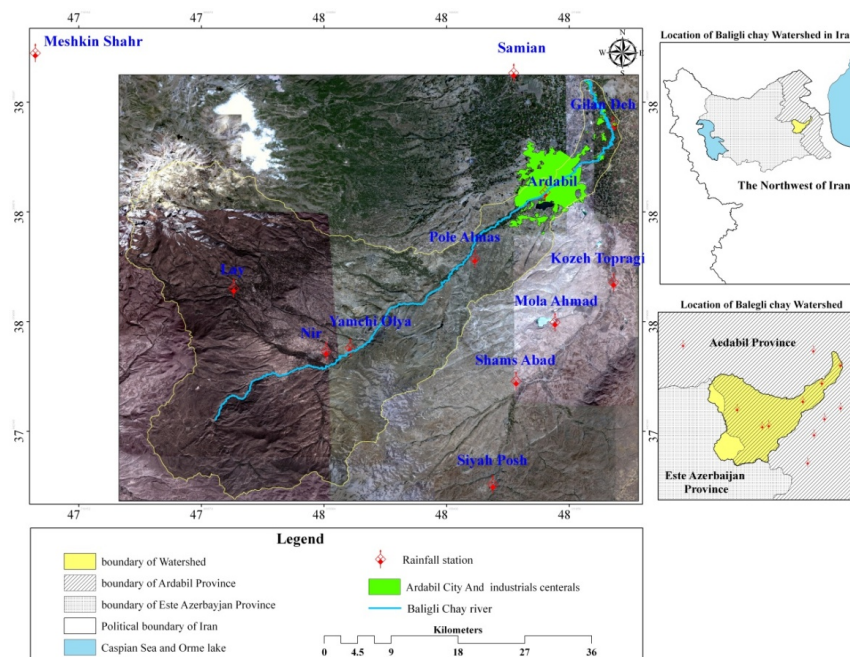 47
47
48
48
48
Meshkin Shahr
Samian
N
W
E
S
Gilan Deh
38
38
Ardabil
38
38
Pole Almas
Kozeh Topragi
Lay
Mola Ahmad
38
38
Yamchi Olya
Nir
Shams Abad
37
37
Siyah Posh
47
47
48
48
48
Location of Baligli chay Watershed in Ira
The Northwest of Iran
Location of Balegli chay Watershed
Aedabil Province
Este Azerbaijan
Province
Legend
boundary of Watershed
boundary of Ardabil Province
boundary of Este Azerbayjan Province
Political boundary of Iran
Caspian Sea and Orme lake
Rainfall station
Ardabil City And industrials centerals
Baligli Chay river
Kilometers
0 4.5 9 18 27 36